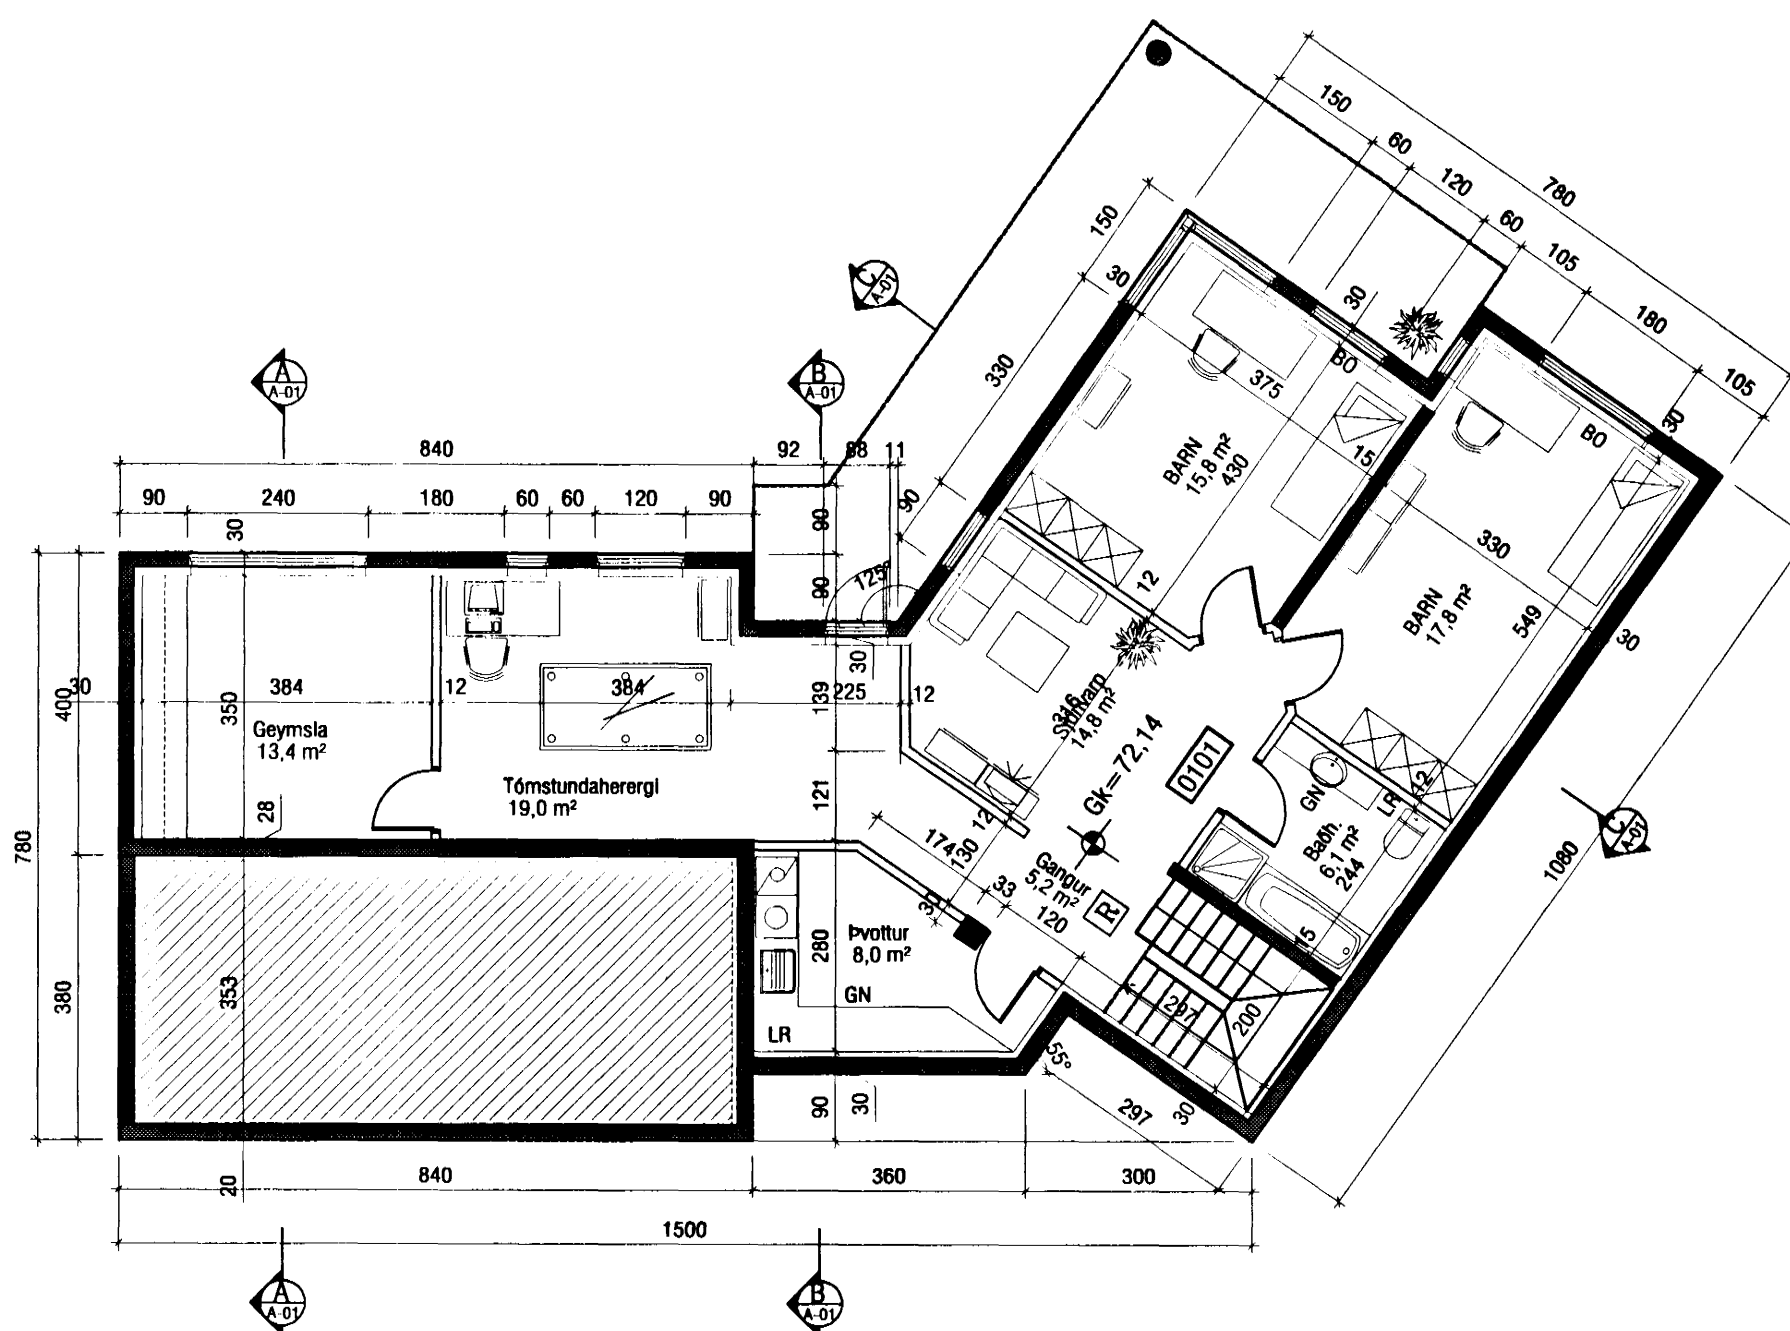 150
60
120
60
780
105
180
105
30
150
30
330
90
C
A-01
A
A-01
B
A-01
840
92
88
11
90
240
180
60
60
120
90
30
90
90
125°
BO
30
375
BARN
15,8 m²
430
15
12
BO
330
BARN
17,8 m²
549
30
780
400
380
30
384
12
384
139
30
225
12
350
Geymsla
13,4 m²
28
Tómstundaherergi
19,0 m²
121
316
Sjónvarp
14,8 m²
Gk=72,14
0101
GN
LR
12
Baðh.
6,1 m²
244
15
C
A-01
1080
12
174
130
33
30
120
Gangur
5,2 m²
R
353
280
Þvottur
8,0 m²
GN
LR
297
200
55°
297
30
90
30
20
840
360
300
1500
A
A-01
B
A-01